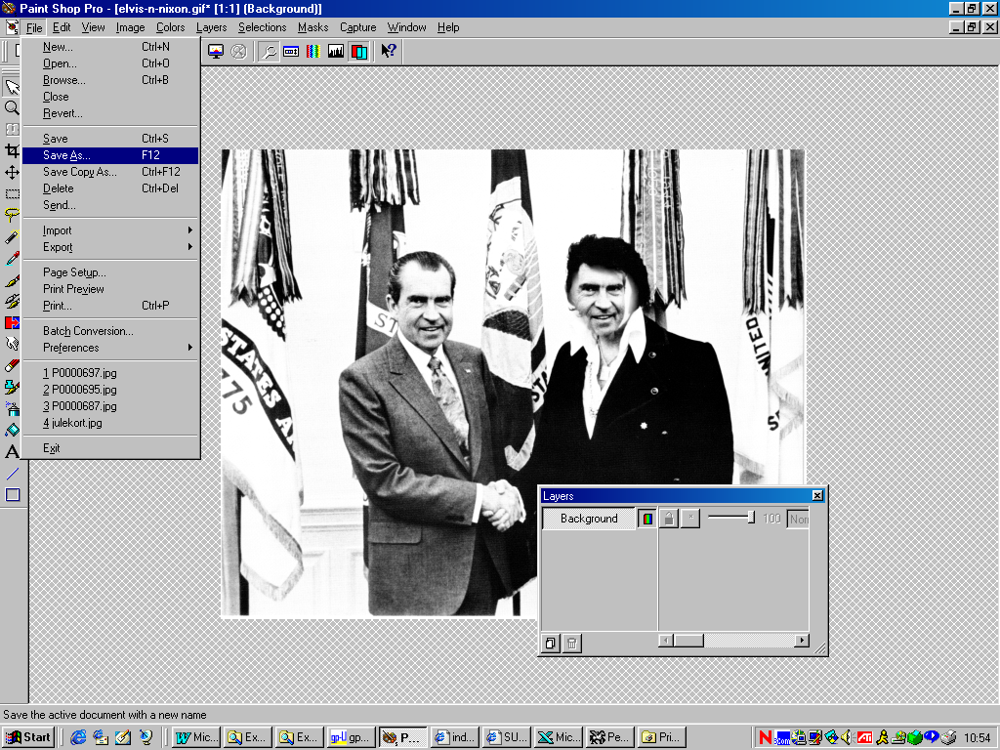 Paint Shop Pro - [elvis-n-nixon.gif* [1:1] (Background)]
File Edit View Image Colors Layers Selections Masks Capture Window Help
New... Ctrl+N
Open... Ctrl+O
Browse... Ctrl+B
Close
Revert...
Save Ctrl+S
Save As... F12
Save Copy As... Ctrl+F12
Delete Ctrl+Del
Send...
Import
Export
Page Setup...
Print Preview
Print... Ctrl+P
Batch Conversion...
Preferences
1 P0000697.jpg
2 P0000695.jpg
3 P0000687.jpg
4 julekort.jpg
Exit
A
STATES A
775
ST
STA
UNITED
S
Layers
Background 100 Non
Save the active document with a new name
Start Mic... Ex... Ex... gp-U gp... P... ind... SU... Mic... Pe... Pri... 10:54